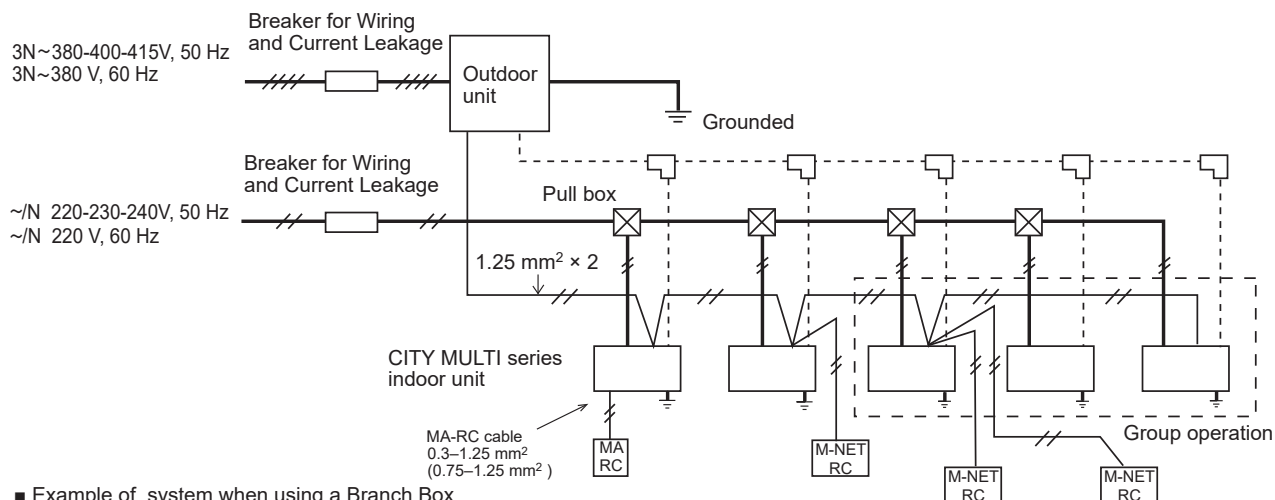 Breaker for Wiring
and Current Leakage
3N~380-400-415V, 50 Hz
3N~380 V, 60 Hz
Outdoor
unit
Grounded
Breaker for Wiring
and Current Leakage
Pull box
~/N 220-230-240V, 50 Hz
~/N 220 V, 60 Hz
1.25 mm² × 2
CITY MULTI series
indoor unit
MA-RC cable
0.3–1.25 mm²
(0.75–1.25 mm² )
MA
RC
M-NET
RC
Group operation
M-NET
RC
M-NET
RC
■ Example of system when using a Branch Box